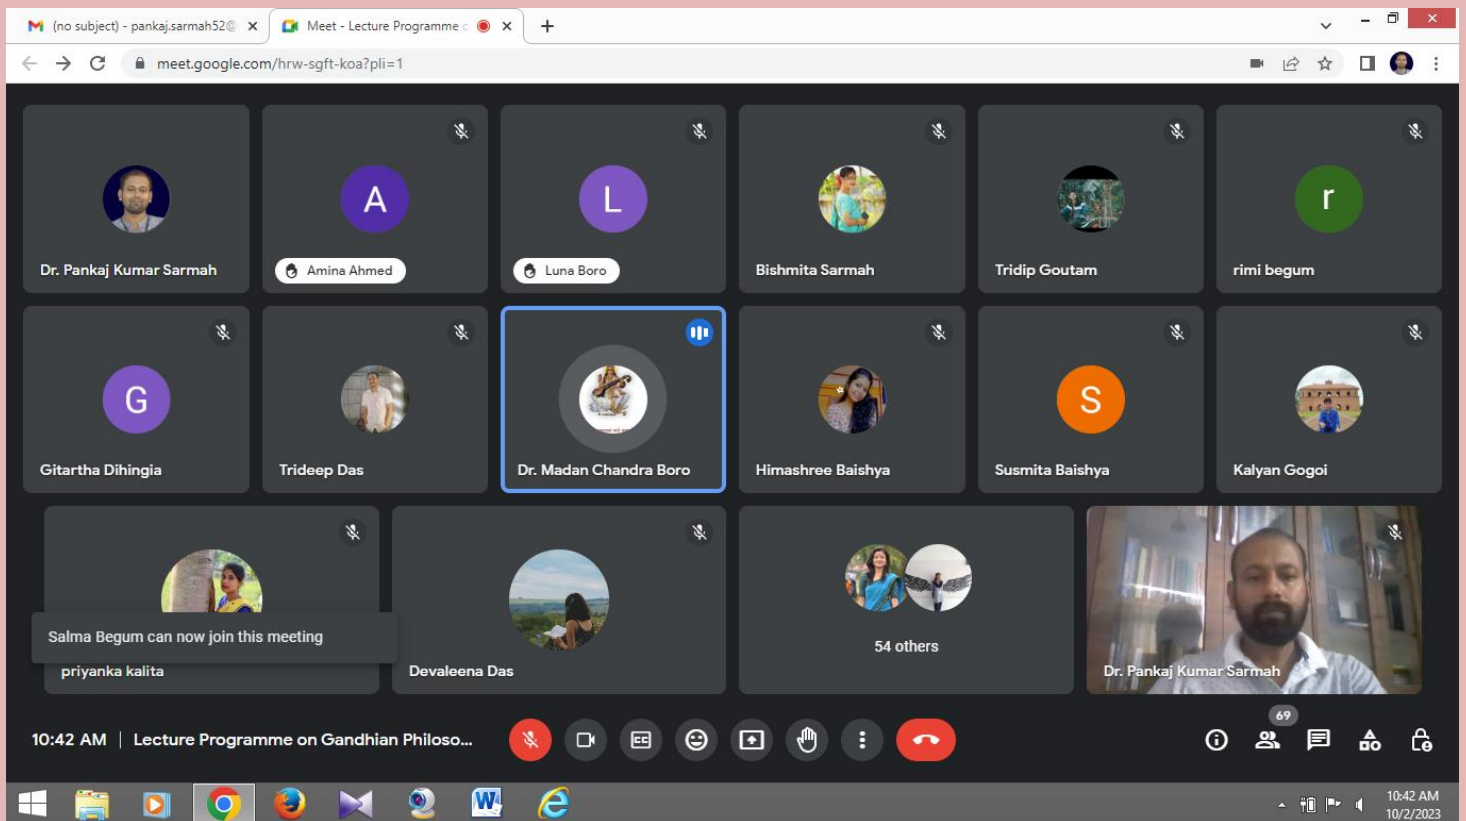 (no subject) - pankaj.sarmah52@
Meet - Lecture Programme o
meet.google.com/hrw-sgft-koa?pli=1
Dr. Pankaj Kumar Sarmah
A
Amina Ahmed
L
Luna Boro
Bishmita Sarmah
Tridip Goutam
r
rimi begum
G
Gitartha Dihingia
Trideep Das
Dr. Madan Chandra Boro
Himashree Baishya
S
Susmita Baishya
Kalyan Gogoi
Salma Begum can now join this meeting
priyanka kalita
Devaleena Das
54 others
Dr. Pankaj Kumar Sarmah
10:42 AM | Lecture Programme on Gandhian Philoso...
69
10:42 AM
10/2/2023